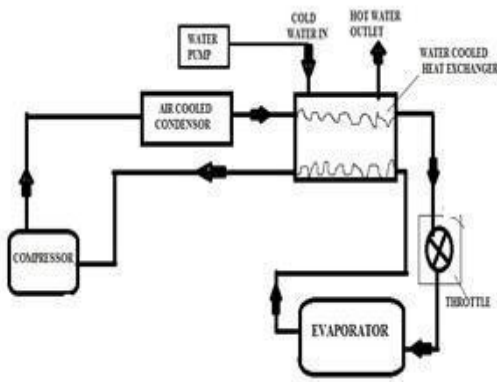 WATER
PUMP
COLD
WATER IN
HOT WATER
OUTLET
WATER COOLED
HEAT EXCHANGER
AIR COOLED
CONDENSOR
COMPRESSOR
THROTTLE
EVAPORATOR